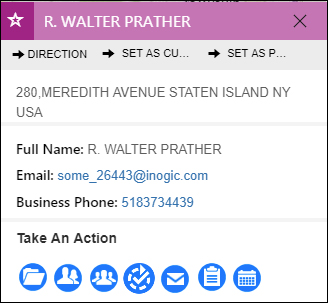 R. WALTER PRATHER
DIRECTION SET AS CU... SET AS P...
280,MEREDITH AVENUE STATEN ISLAND NY
USA
Full Name: R. WALTER PRATHER
Email: some_26443@inogic.com
Business Phone: 5183734439
Take An Action